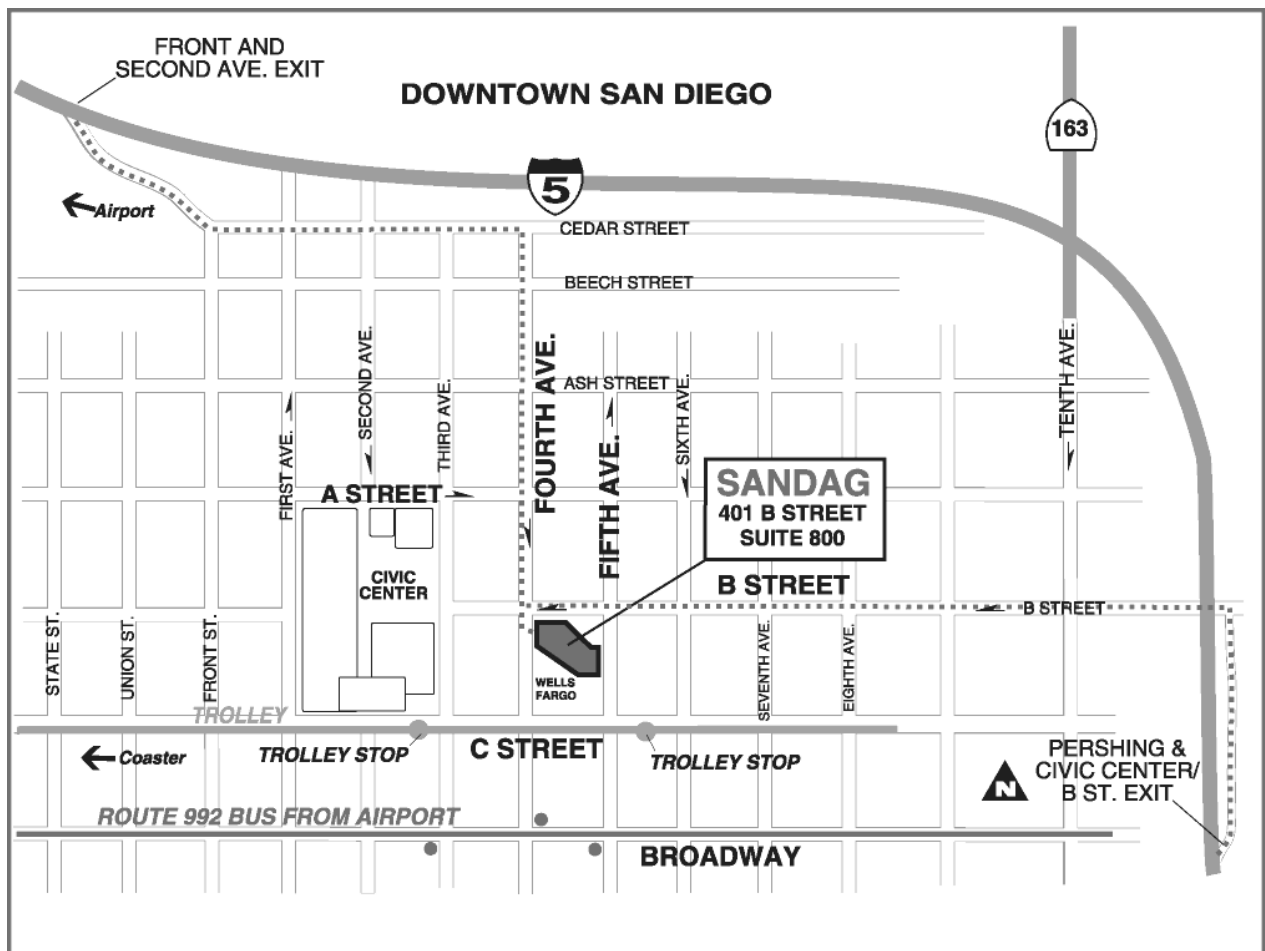 FRONT AND
SECOND AVE. EXIT
DOWNTOWN SAN DIEGO
163
5
Airport
CEDAR STREET
BEECH STREET
ASH STREET
FIRST AVE.
SECOND AVE.
THIRD AVE.
FOURTH AVE.
FIFTH AVE.
SIXTH AVE.
TENTH AVE.
A STREET
SANDAG
401 B STREET
SUITE 800
CIVIC
CENTER
B STREET
B STREET
STATE ST.
UNION ST.
FRONT ST.
WELLS
FARGO
SEVENTH AVE.
EIGHTH AVE.
TROLLEY
TROLLEY STOP
C STREET
TROLLEY STOP
Coaster
PERSHING &
CIVIC CENTER/
B ST. EXIT
N
ROUTE 992 BUS FROM AIRPORT
BROADWAY